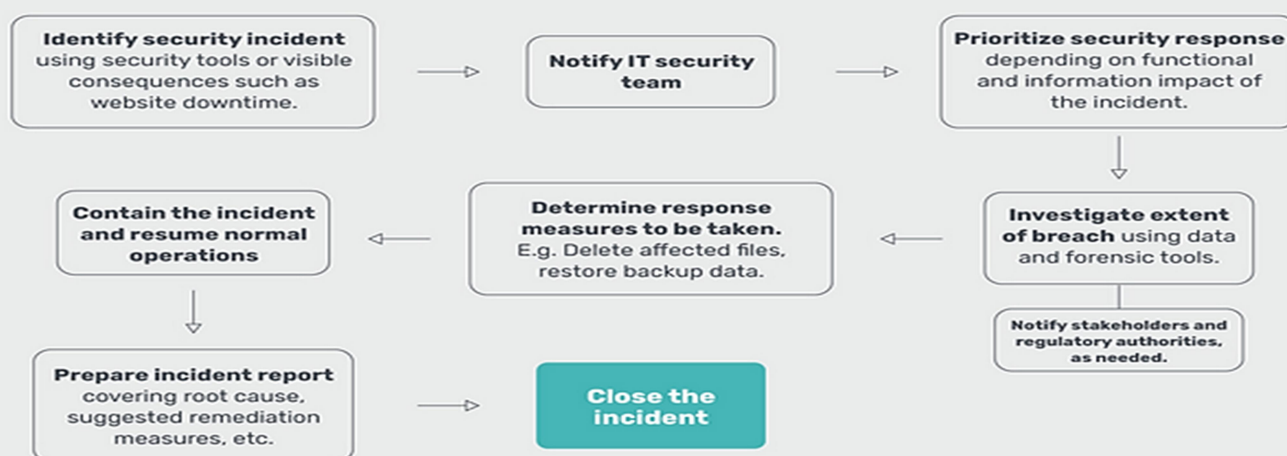 Identify security incident
using security tools or visible
consequences such as
website downtime.
Notify IT security
team
Prioritize security response
depending on functional
and information impact of
the incident.
Investigate extent
of breach using data
and forensic tools.
Notify stakeholders and
regulatory authorities,
as needed.
Determine response
measures to be taken.
E.g. Delete affected files,
restore backup data.
Contain the incident
and resume normal
operations
Prepare incident report
covering root cause,
suggested remediation
measures, etc.
Close the
incident